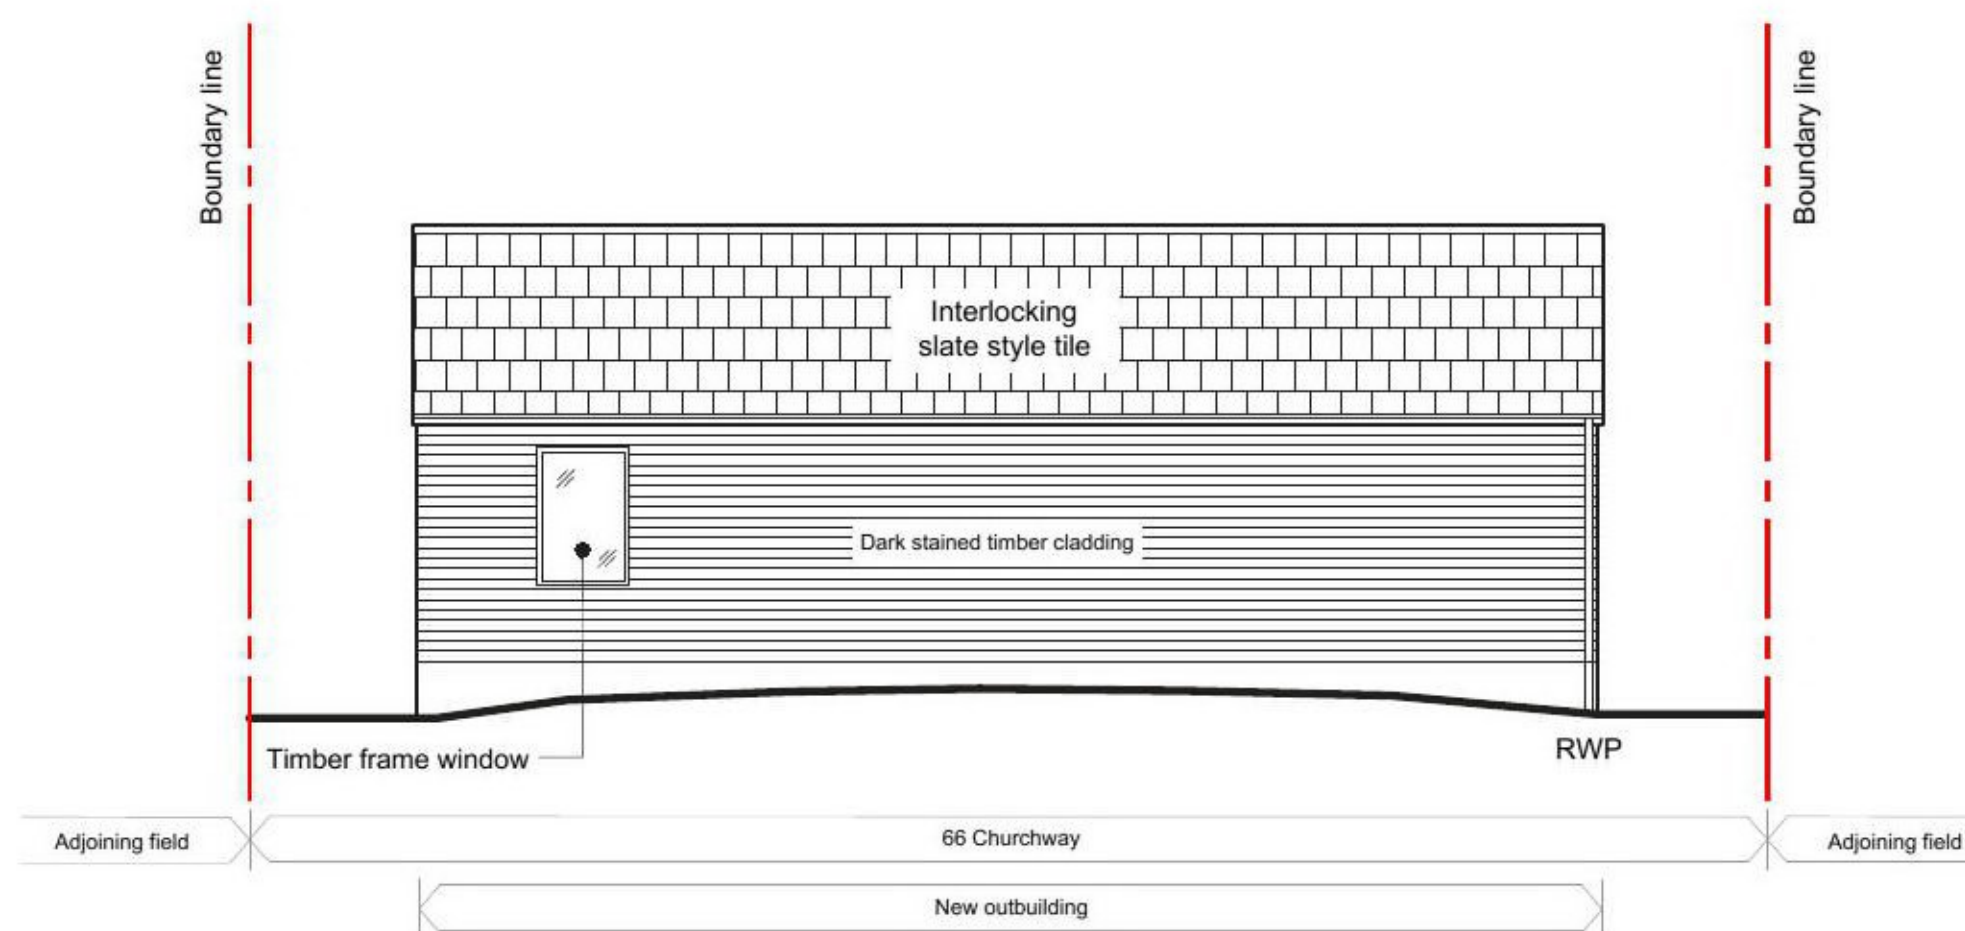 Boundary line
Boundary line
Interlocking
slate style tile
Dark stained timber cladding
Timber frame window
RWP
Adjoining field
66 Churchway
Adjoining field
New outbuilding